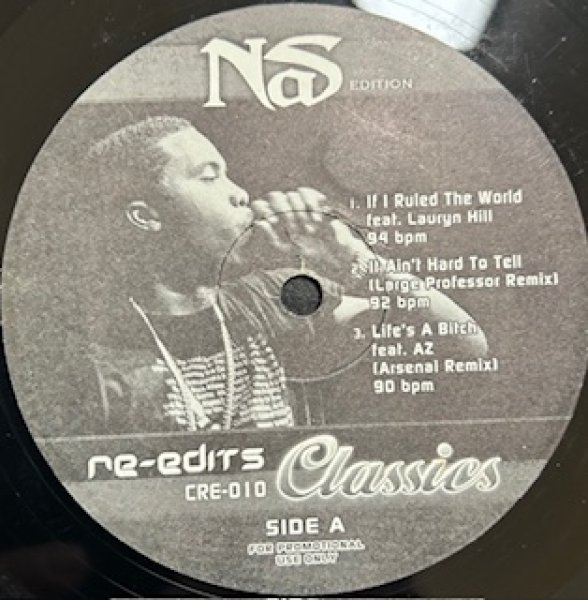 NaS
EDITION
1. If I Ruled The World
feat. Lauryn Hill
94 bpm
2. It Ain't Hard To Tell
(Large Professor Remix)
92 bpm
3. Life's A Bitch
feat. AZ
(Arsenal Remix)
90 bpm
re-edits Classics
CRE-010
SIDE A
FOR PROMOTIONAL
USE ONLY